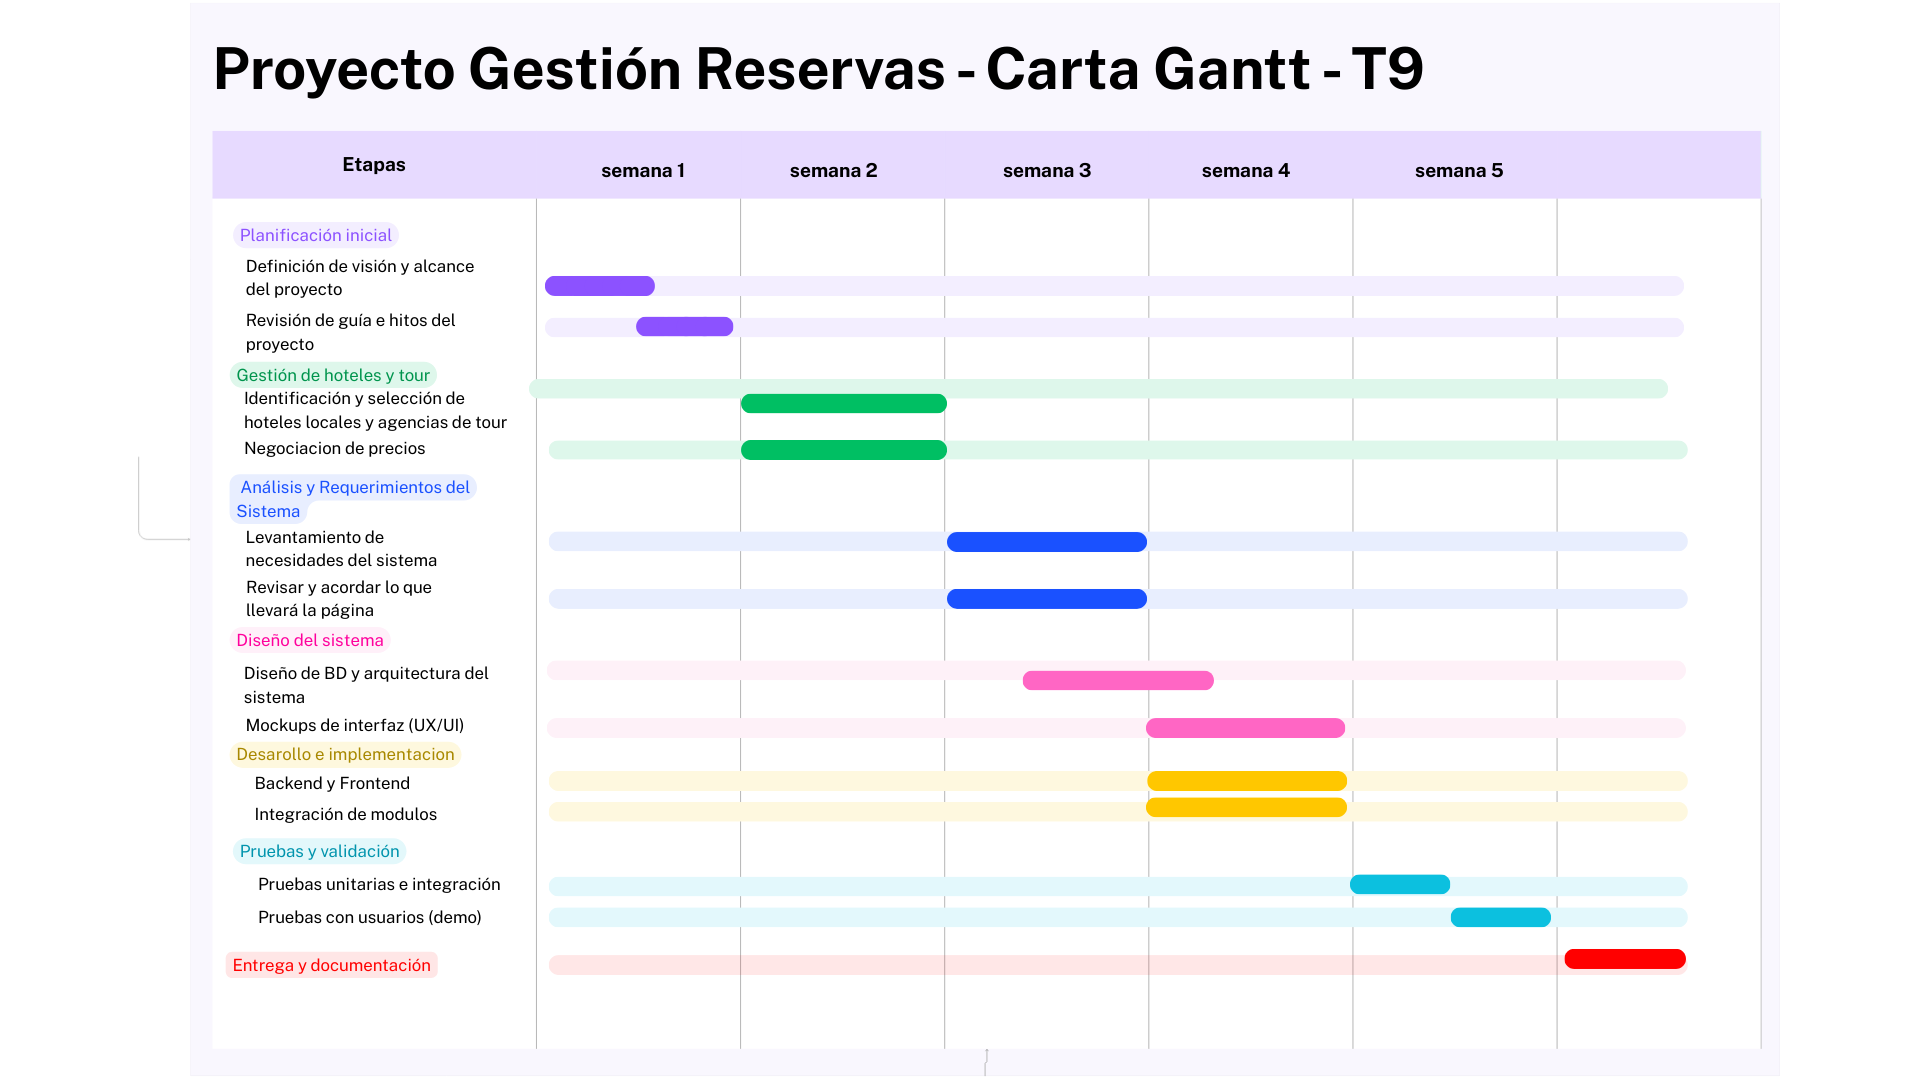 Proyecto Gestión Reservas - Carta Gantt - T9
Etapas
semana 1
semana 2
semana 3
semana 4
semana 5
Planificación inicial
Definición de visión y alcance
del proyecto
Revisión de guía e hitos del
proyecto
Gestión de hoteles y tour
Identificación y selección de
hoteles locales y agencias de tour
Negociacion de precios
Análisis y Requerimientos del
Sistema
Levantamiento de
necesidades del sistema
Revisar y acordar lo que
llevará la página
Diseño del sistema
Diseño de BD y arquitectura del
sistema
Mockups de interfaz (UX/UI)
Desarollo e implementacion
Backend y Frontend
Integración de modulos
Pruebas y validación
Pruebas unitarias e integración
Pruebas con usuarios (demo)
Entrega y documentación